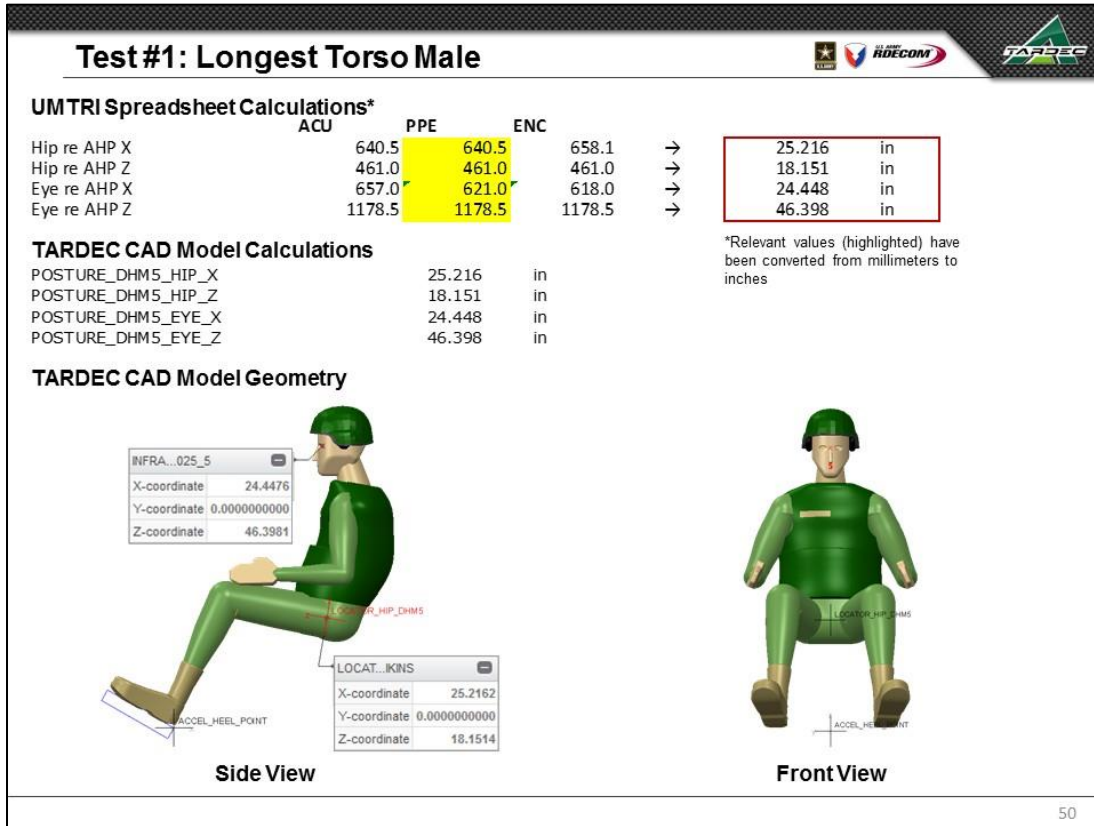 Test #1: Longest Torso Male
U.S. ARMY
U.S. ARMY
RDECOM
TARDEC
UMTRI Spreadsheet Calculations*
ACU PPE ENC
Hip re AHP X 640.5 640.5 658.1 → 25.216 in
Hip re AHP Z 461.0 461.0 461.0 → 18.151 in
Eye re AHP X 657.0 621.0 618.0 → 24.448 in
Eye re AHP Z 1178.5 1178.5 1178.5 → 46.398 in
*Relevant values (highlighted) have
been converted from millimeters to
inches
TARDEC CAD Model Calculations
POSTURE_DHM5_HIP_X 25.216 in
POSTURE_DHM5_HIP_Z 18.151 in
POSTURE_DHM5_EYE_X 24.448 in
POSTURE_DHM5_EYE_Z 46.398 in
TARDEC CAD Model Geometry
INFRA...025_5
X-coordinate 24.4476
Y-coordinate 0.0000000000
Z-coordinate 46.3981
LOCATOR_HIP_DHM5
LOCAT...IKINS
X-coordinate 25.2162
Y-coordinate 0.0000000000
Z-coordinate 18.1514
ACCEL_HEEL_POINT
5
LOCATOR_HIP_DHM5
ACCEL_HEEL_POINT
Side View
Front View
50